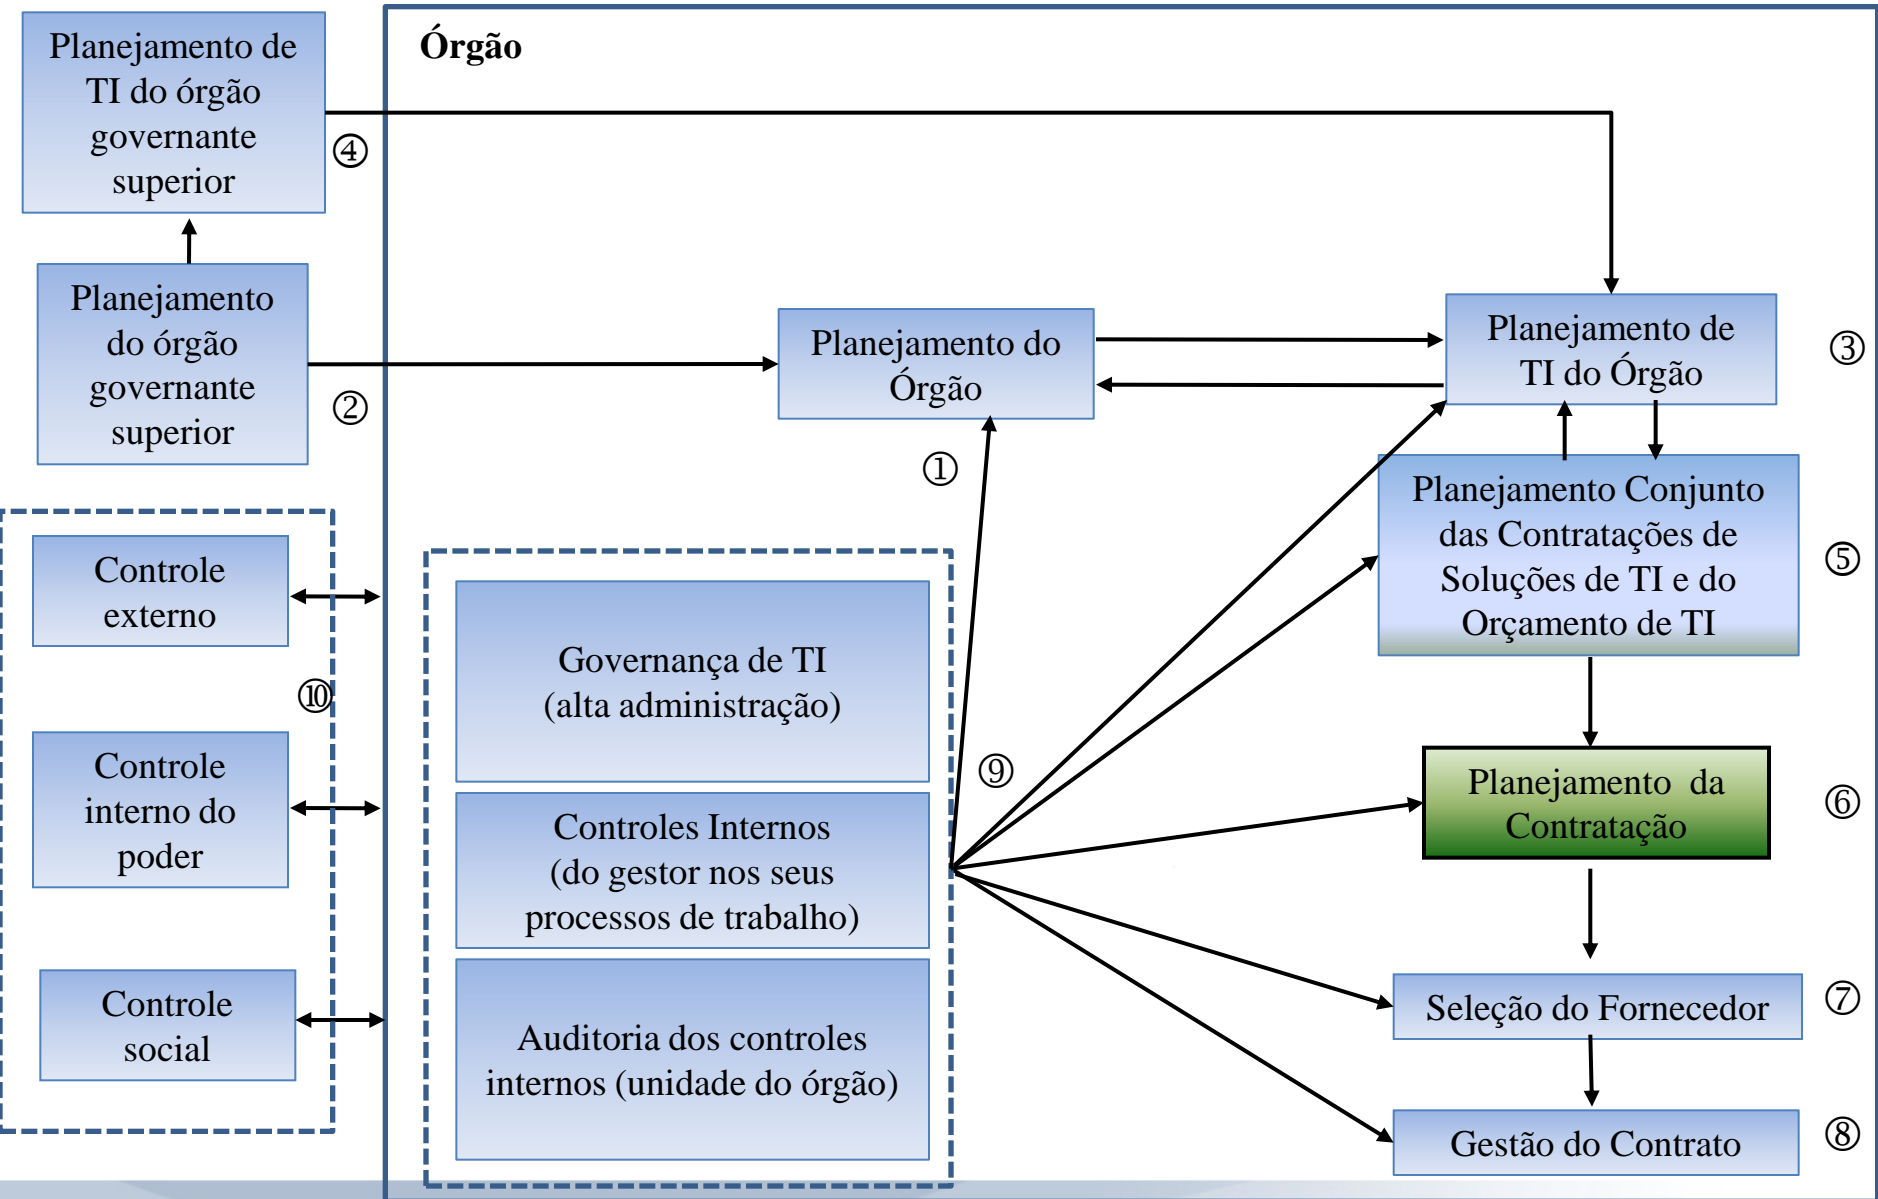 Planejamento de
TI do órgão
governante
superior
④
Planejamento
do órgão
governante
superior
②
Órgão
Planejamento do
Órgão
①
Planejamento de
TI do Órgão
③
Planejamento Conjunto
das Contratações de
Soluções de TI e do
Orçamento de TI
⑤
Controle
externo
Controle
interno do
poder
Controle
social
⑩
Governança de TI
(alta administração)
Controles Internos
(do gestor nos seus
processos de trabalho)
Auditoria dos controles
internos (unidade do órgão)
⑨
Planejamento da
Contratação
⑥
Seleção do Fornecedor
⑦
Gestão do Contrato
⑧